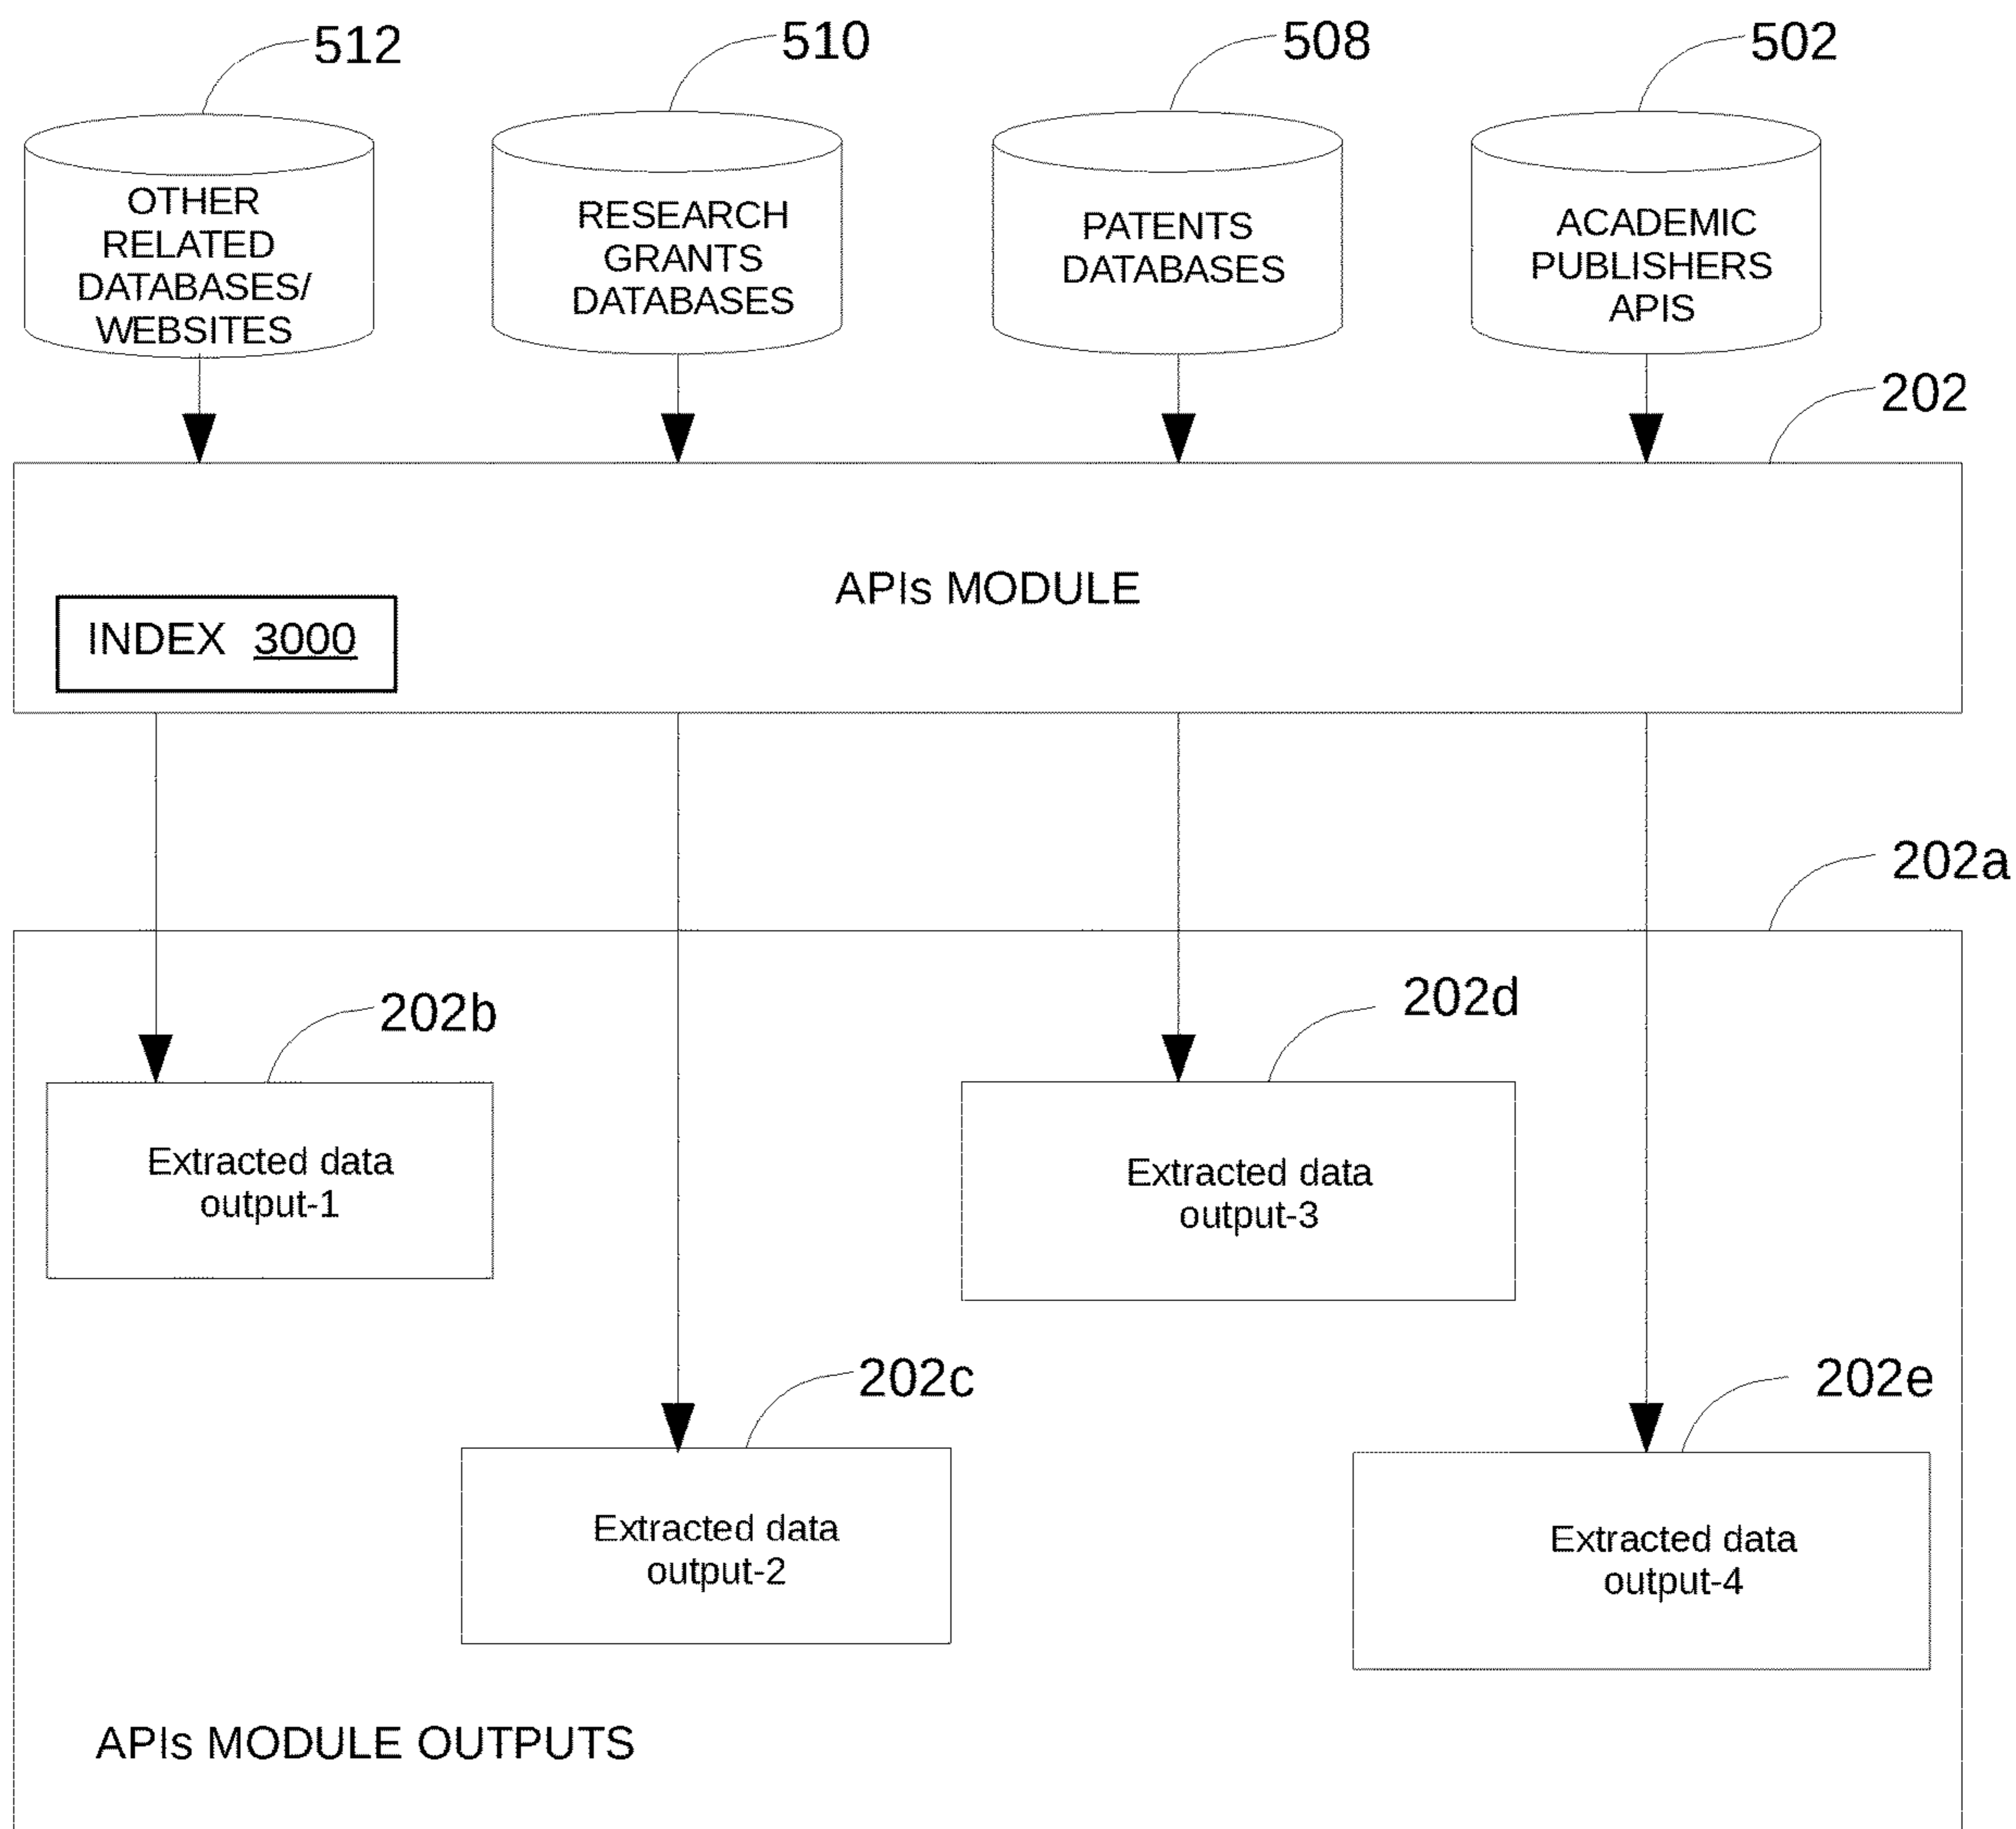 512
510
508
502
OTHER
RELATED
DATABASES/
WEBSITES
RESEARCH
GRANTS
DATABASES
PATENTS
DATABASES
ACADEMIC
PUBLISHERS
APIS
202
APIs MODULE
INDEX 3000
202a
202b
202d
Extracted data
output-1
Extracted data
output-3
202c
202e
Extracted data
output-2
Extracted data
output-4
APIs MODULE OUTPUTS